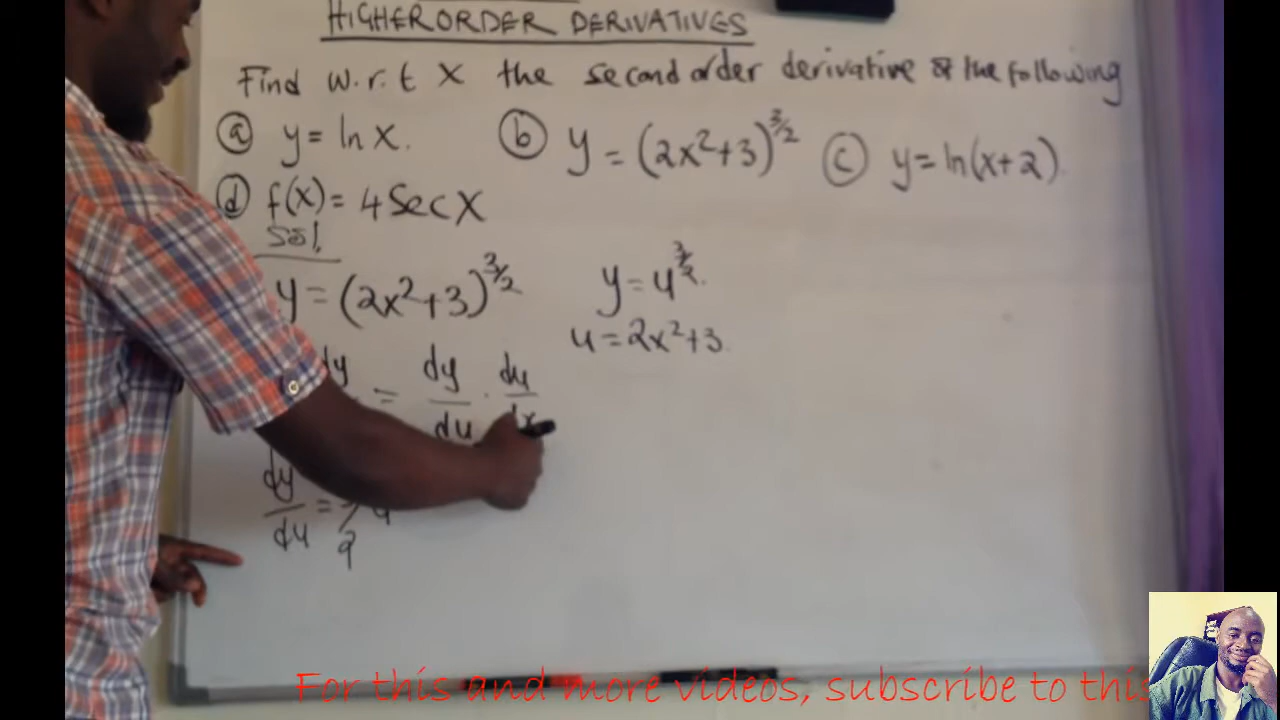 HIGHER ORDER DERIVATIVES
Find w.r.t X the second order derivative of the following
(a) y = ln x. (b) y = (2x²+3)^3/2 (c) y = ln(x+2).
(d) f(x) = 4 Sec X
Sol.
y = (2x²+3)^3/2 y = u^3/2.
u = 2x²+3.
dy = dy/du · du/dx
dy/du =
For this and more videos, subscribe to this